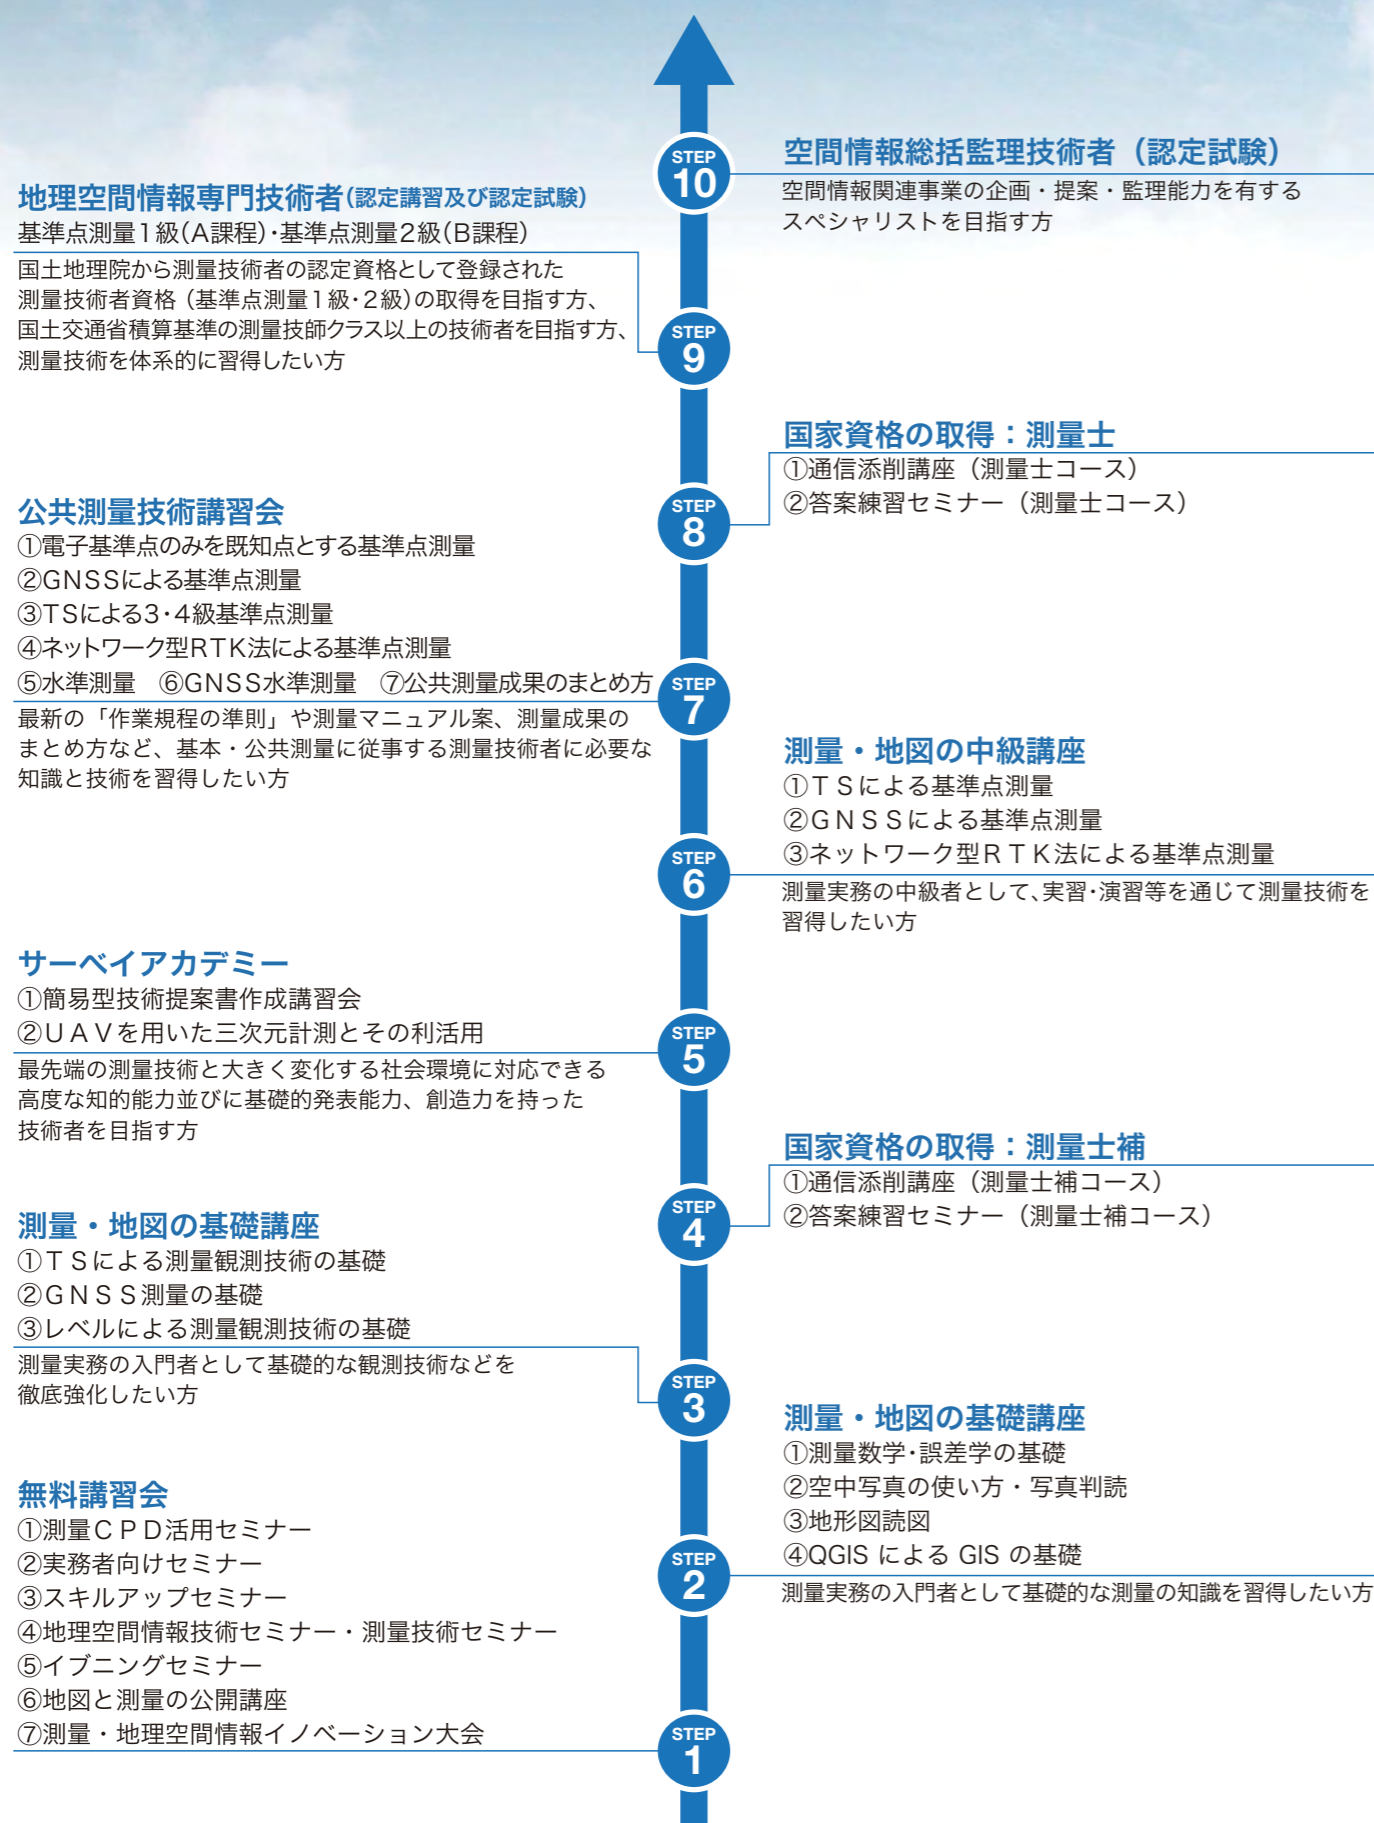 STEP
10
空間情報総括監理技術者（認定試験）
空間情報関連事業の企画・提案・監理能力を有する
スペシャリストを目指す方
地理空間情報専門技術者(認定講習及び認定試験)
基準点測量1級(A課程)・基準点測量2級(B課程)
国土地理院から測量技術者の認定資格として登録された
測量技術者資格（基準点測量1級・2級)の取得を目指す方、
国土交通省積算基準の測量技師クラス以上の技術者を目指す方、
測量技術を体系的に習得したい方
STEP
9
国家資格の取得：測量士
①通信添削講座（測量士コース）
②答案練習セミナー（測量士コース）
STEP
8
公共測量技術講習会
①電子基準点のみを既知点とする基準点測量
②GNSSによる基準点測量
③TSによる3・4級基準点測量
④ネットワーク型RTK法による基準点測量
⑤水準測量　⑥GNSS水準測量　⑦公共測量成果のまとめ方
最新の「作業規程の準則」や測量マニュアル案、測量成果の
まとめ方など、基本・公共測量に従事する測量技術者に必要な
知識と技術を習得したい方
STEP
7
測量・地図の中級講座
①ＴＳによる基準点測量
②ＧＮＳＳによる基準点測量
③ネットワーク型ＲＴＫ法による基準点測量
測量実務の中級者として、実習・演習等を通じて測量技術を
習得したい方
STEP
6
サーベイアカデミー
①簡易型技術提案書作成講習会
②ＵＡＶを用いた三次元計測とその利活用
最先端の測量技術と大きく変化する社会環境に対応できる
高度な知的能力並びに基礎的発表能力、創造力を持った
技術者を目指す方
STEP
5
国家資格の取得：測量士補
①通信添削講座（測量士補コース）
②答案練習セミナー（測量士補コース）
STEP
4
測量・地図の基礎講座
①ＴＳによる測量観測技術の基礎
②ＧＮＳＳ測量の基礎
③レベルによる測量観測技術の基礎
測量実務の入門者として基礎的な観測技術などを
徹底強化したい方
STEP
3
測量・地図の基礎講座
①測量数学・誤差学の基礎
②空中写真の使い方・写真判読
③地形図読図
④QGIS による GIS の基礎
測量実務の入門者として基礎的な測量の知識を習得したい方
STEP
2
無料講習会
①測量ＣＰＤ活用セミナー
②実務者向けセミナー
③スキルアップセミナー
④地理空間情報技術セミナー・測量技術セミナー
⑤イブニングセミナー
⑥地図と測量の公開講座
⑦測量・地理空間情報イノベーション大会
STEP
1